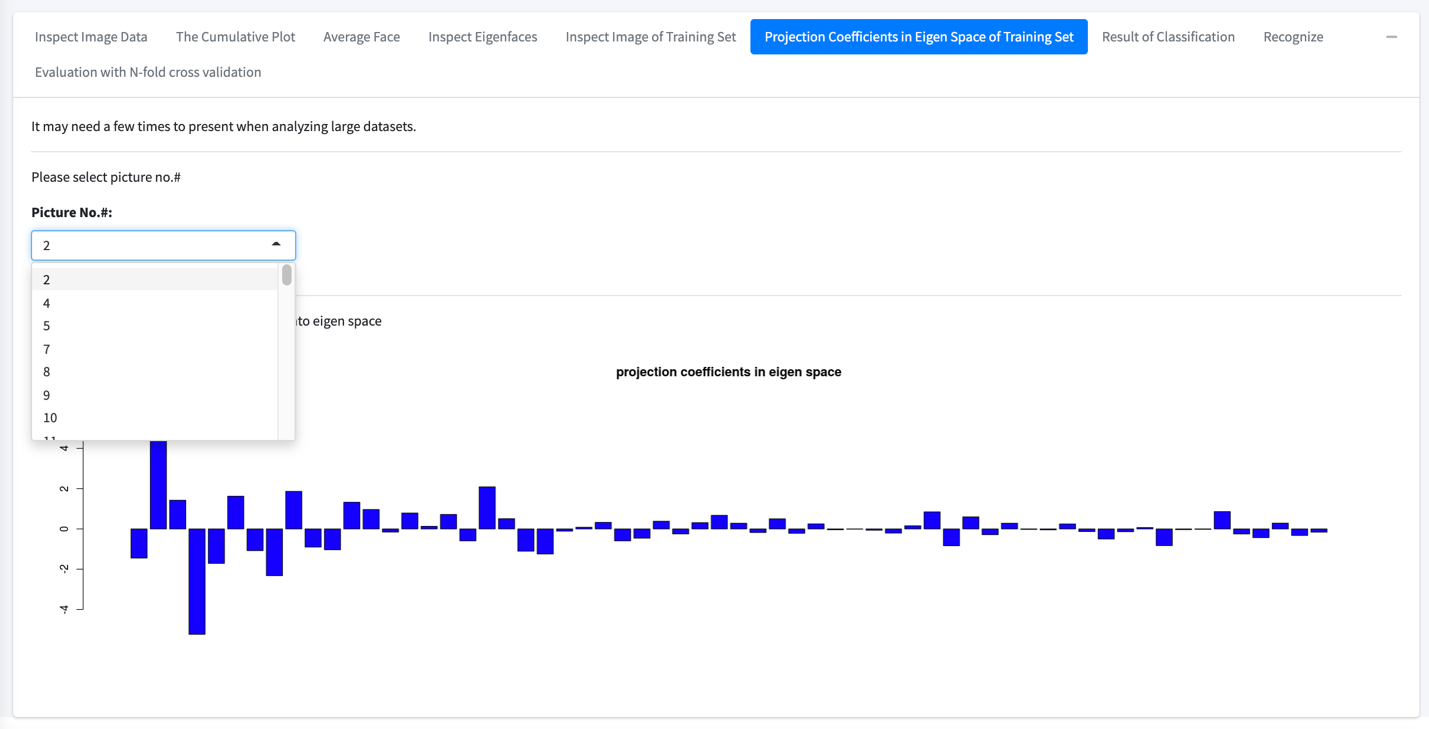 Inspect Image Data The Cumulative Plot Average Face Inspect Eigenfaces Inspect Image of Training Set Projection Coefficients in Eigen Space of Training Set Result of Classification Recognize
Evaluation with N-fold cross validation
It may need a few times to present when analyzing large datasets.
Please select picture no.#
Picture No.#:
2
2
4
5
7
8
9
10
to eigen space
projection coefficients in eigen space
4
2
0
-2
-4